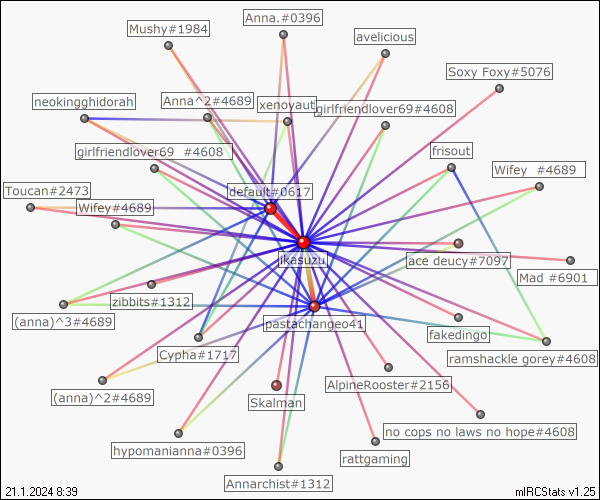 Anna.#0396
Mushy#1984
avelicious
Soxy Foxy#5076
neokingghidorah
Anna^2#4689
xenoyaut
girlfriendlover69#4608
girlfriendlover69 #4608
frisout
Wifey #4689
Toucan#2473
default#0617
Wifey#4689
ikasuzu
ace deucy#7097
Mad #6901
zibbits#1312
(anna)^3#4689
pastachangeo41
fakedingo
Cypha#1717
ramshackle gorey#4608
AlpineRooster#2156
(anna)^2#4689
Skalman
no cops no laws no hope#4608
hypomanianna#0396
rattgaming
Annarchist#1312
21.1.2024 8:39
mIRCStats v1.25